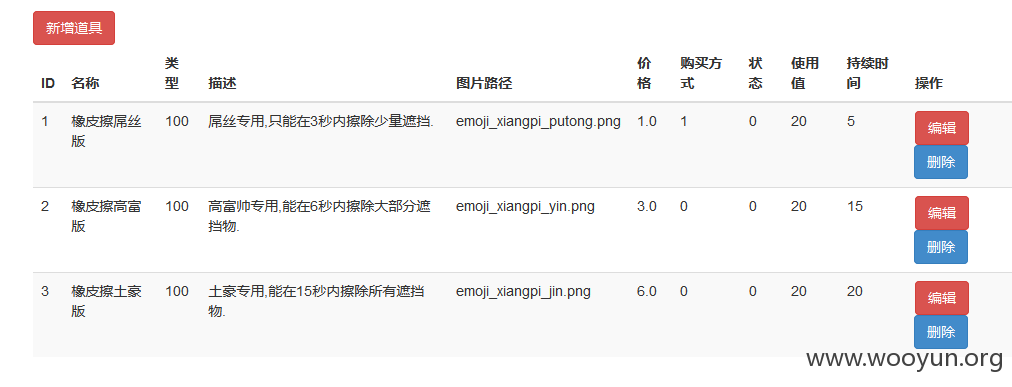 新增道具
ID 名称 类型 描述 图片路径 价格 购买方式 状态 使用值 持续时间 操作
1 橡皮擦屌丝版 100 屌丝专用,只能在3秒内擦除少量遮挡. emoji_xiangpi_putong.png 1.0 1 0 20 5 编辑
删除
2 橡皮擦高富版 100 高富帅专用,能在6秒内擦除大部分遮挡物. emoji_xiangpi_yin.png 3.0 0 0 20 15 编辑
删除
3 橡皮擦土豪版 100 土豪专用,能在15秒内擦除所有遮挡物. emoji_xiangpi_jin.png 6.0 0 0 20 20 编辑
删除
www.wooyun.org